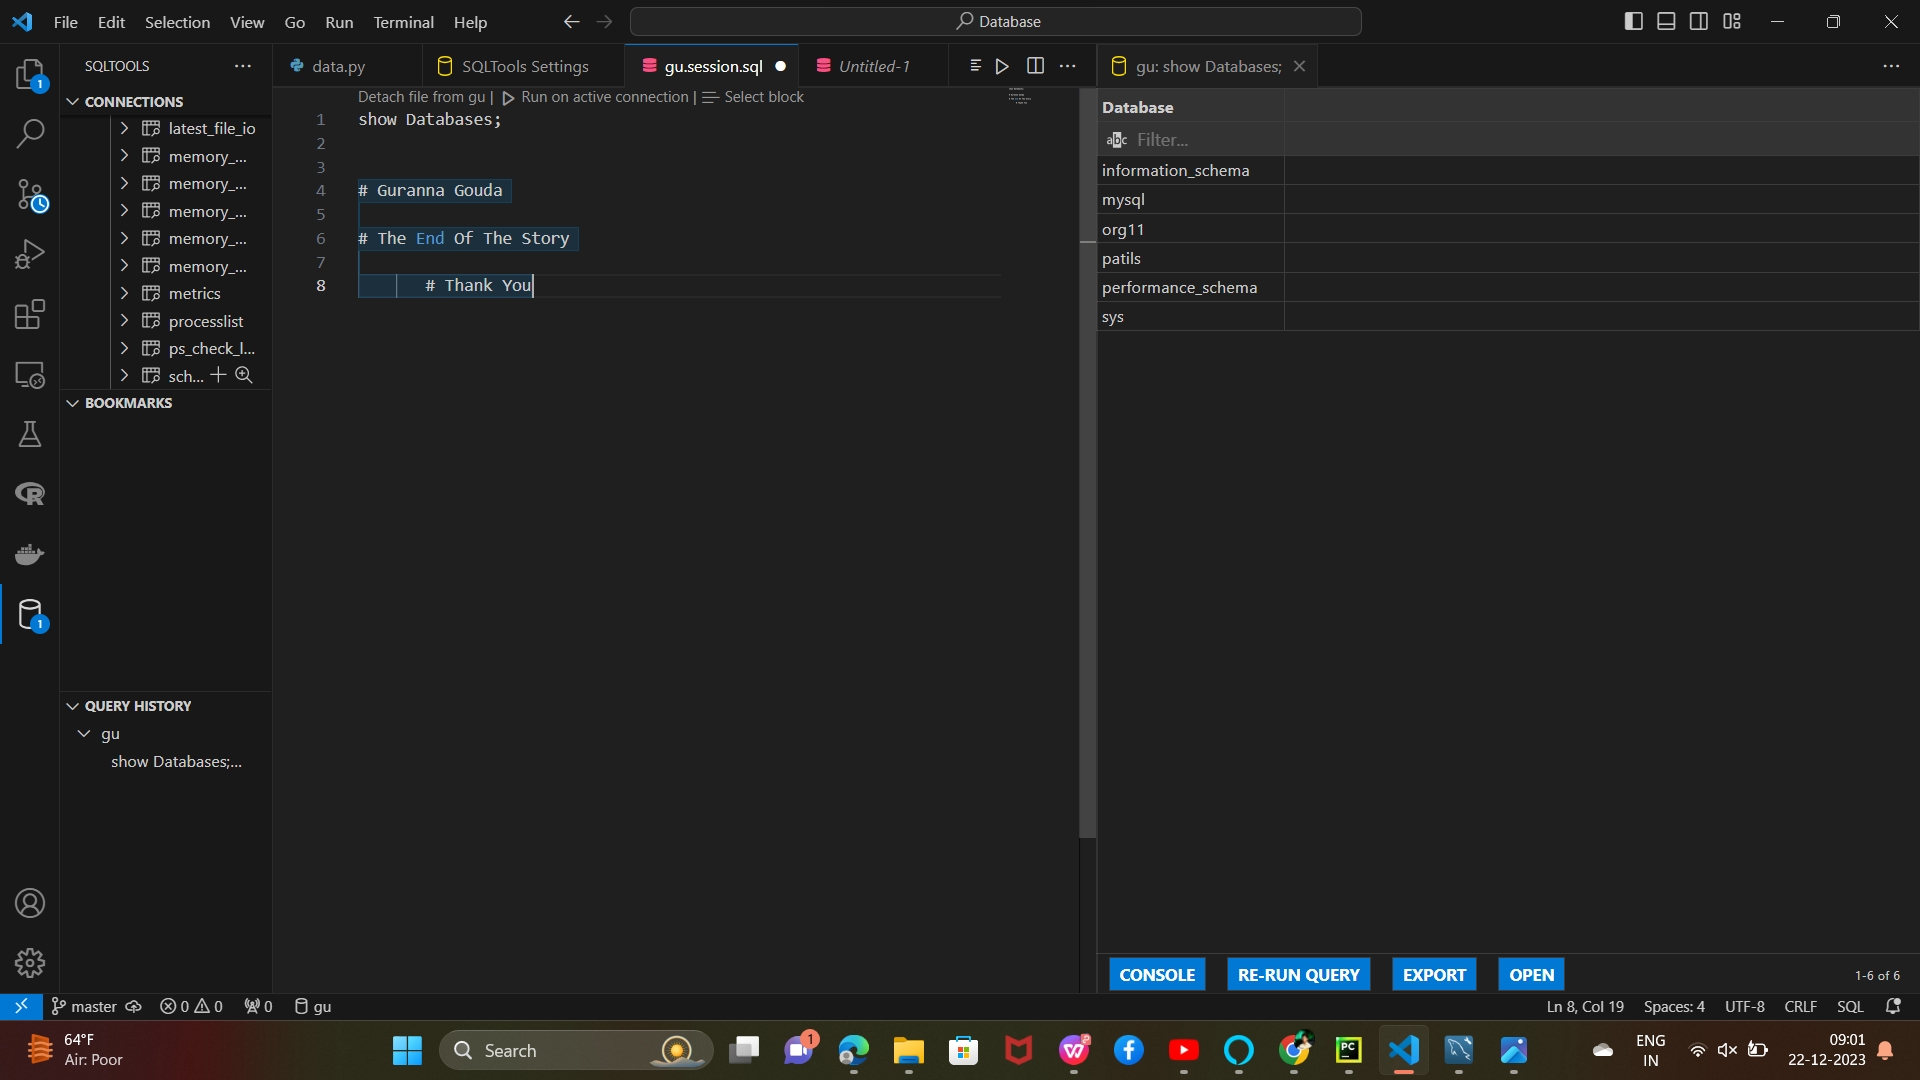 File Edit Selection View Go Run Terminal Help
Database
SQLTOOLS
data.py
SQLTools Settings
gu.session.sql
Untitled-1
gu: show Databases;
CONNECTIONS
latest_file_io
memory_...
memory_...
memory_...
memory_...
memory_...
metrics
processlist
ps_check_l...
sch...
BOOKMARKS
QUERY HISTORY
gu
show Databases;...
Detach file from gu | Run on active connection | Select block
1 show Databases;
2
3
4 # Guranna Gouda
5
6 # The End Of The Story
7
8 # Thank You
Database
abc Filter...
information_schema
mysql
org11
patils
performance_schema
sys
CONSOLE RE-RUN QUERY EXPORT OPEN
1-6 of 6
1
1
master 0 0 0 gu
Ln 8, Col 19 Spaces: 4 UTF-8 CRLF SQL
64°F
Air: Poor
Search
1
PC
ENG
IN
09:01
22-12-2023